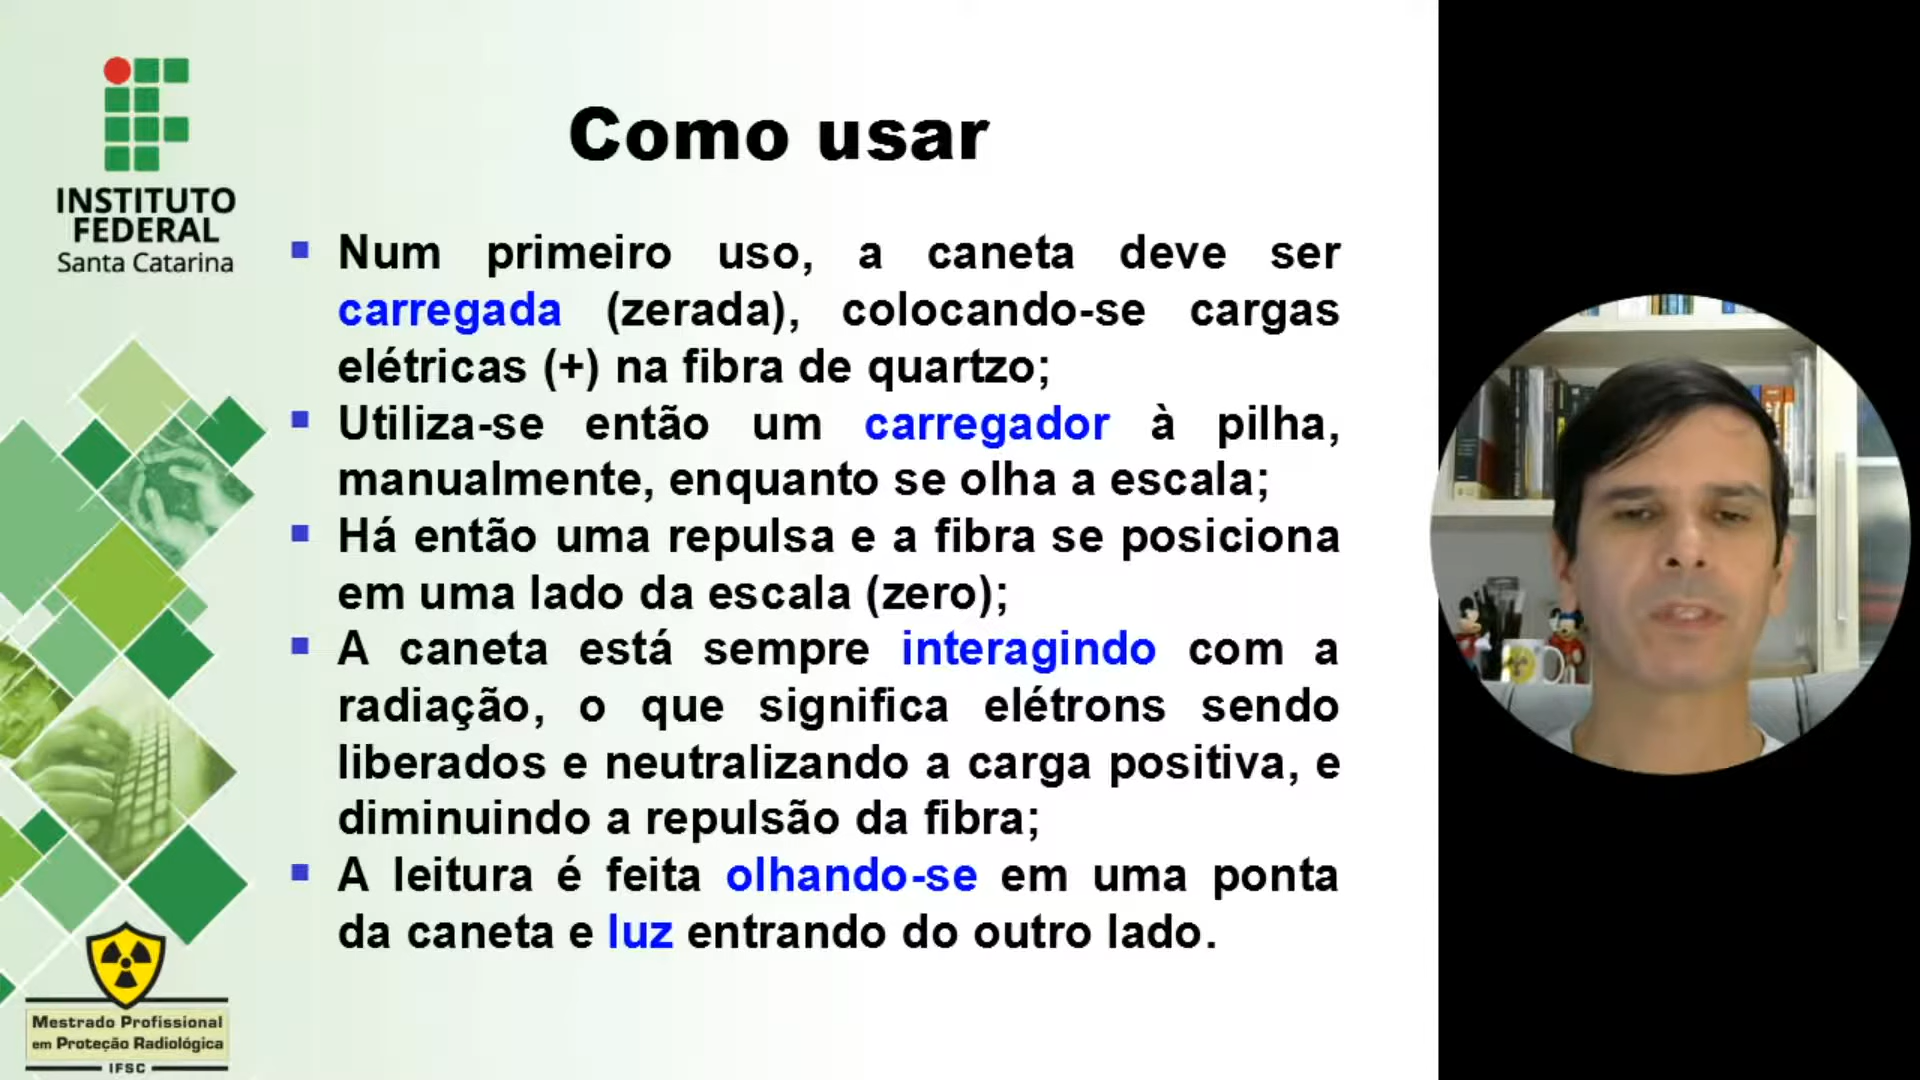 INSTITUTO
FEDERAL
Santa Catarina
Como usar
Num primeiro uso, a caneta deve ser
carregada (zerada), colocando-se cargas
elétricas (+) na fibra de quartzo;
Utiliza-se então um carregador à pilha,
manualmente, enquanto se olha a escala;
Há então uma repulsa e a fibra se posiciona
em uma lado da escala (zero);
A caneta está sempre interagindo com a
radiação, o que significa elétrons sendo
liberados e neutralizando a carga positiva, e
diminuindo a repulsão da fibra;
A leitura é feita olhando-se em uma ponta
da caneta e luz entrando do outro lado.
Mestrado Profissional
em Proteção Radiológica
IFSC